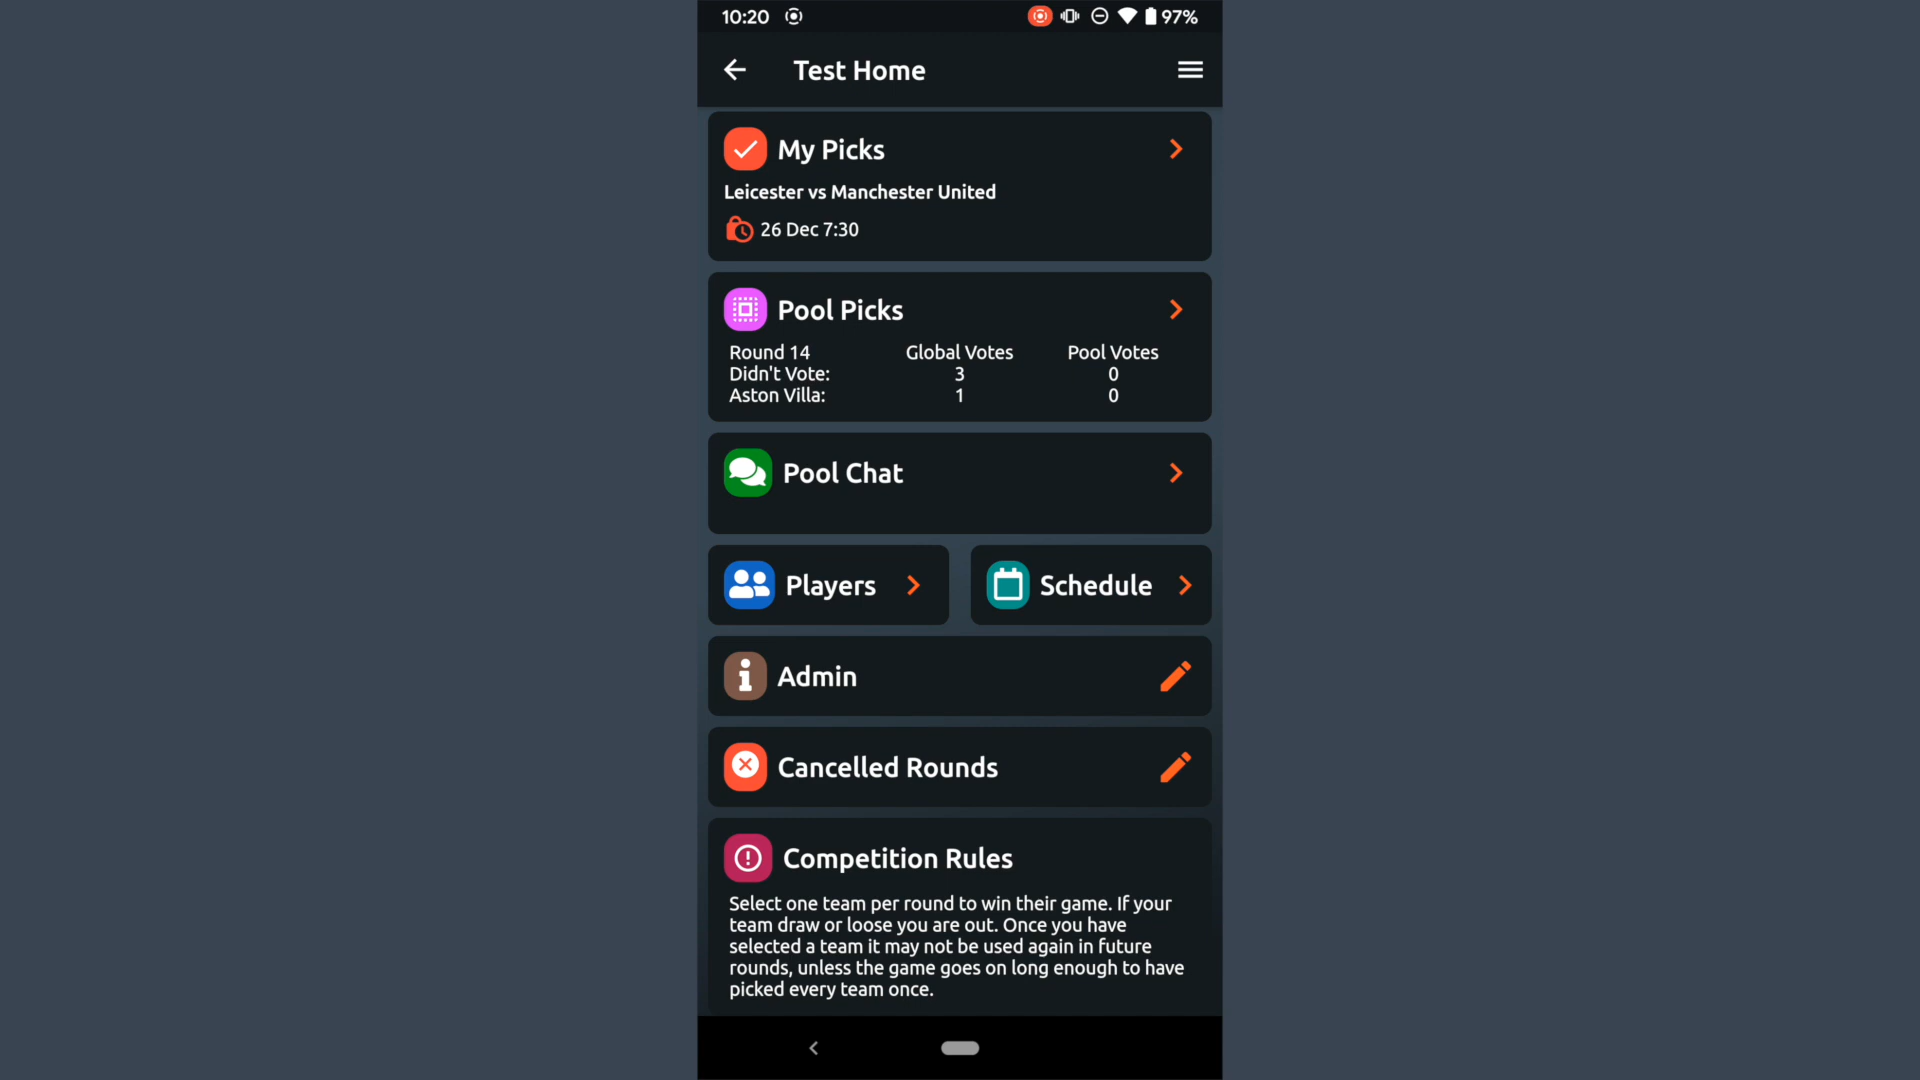 10:20
97%
Test Home
My Picks
Leicester vs Manchester United
26 Dec 7:30
Pool Picks
Round 14 Global Votes Pool Votes
Didn't Vote: 3 0
Aston Villa: 1 0
Pool Chat
Players
Schedule
Admin
Cancelled Rounds
Competition Rules
Select one team per round to win their game. If your
team draw or loose you are out. Once you have
selected a team it may not be used again in future
rounds, unless the game goes on long enough to have
picked every team once.